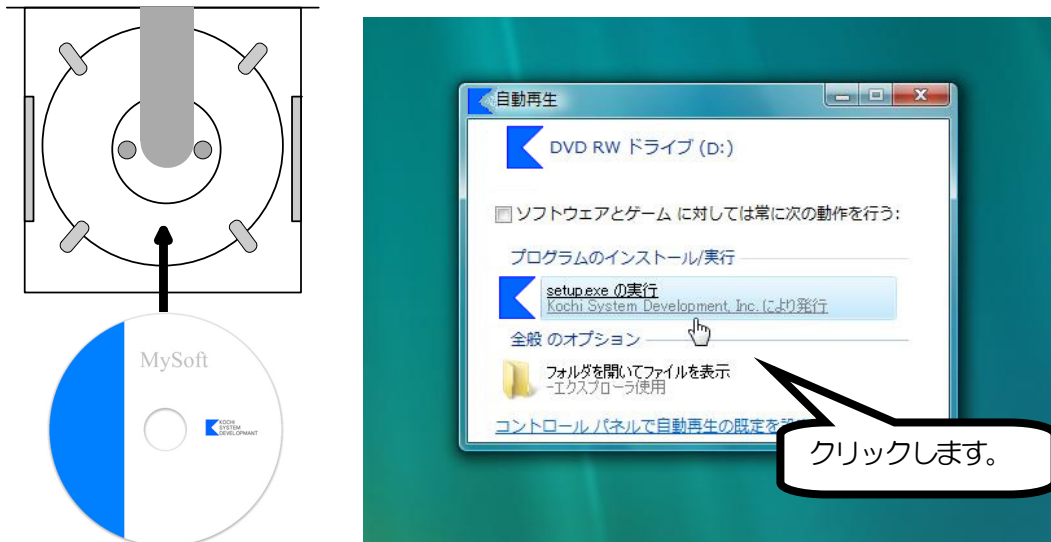 MySoft
KOCHI
SYSTEM
DEVELOPMANT
自動再生
DVD RW ドライブ (D:)
ソフトウェアとゲーム に対しては常に次の動作を行う:
プログラムのインストール/実行
setup.exe の実行
Kochi System Development, Inc. により発行
全般 のオプション
フォルダを開いてファイルを表示
-エクスプローラ使用
コントロール パネルで自動再生の既定を
クリックします。